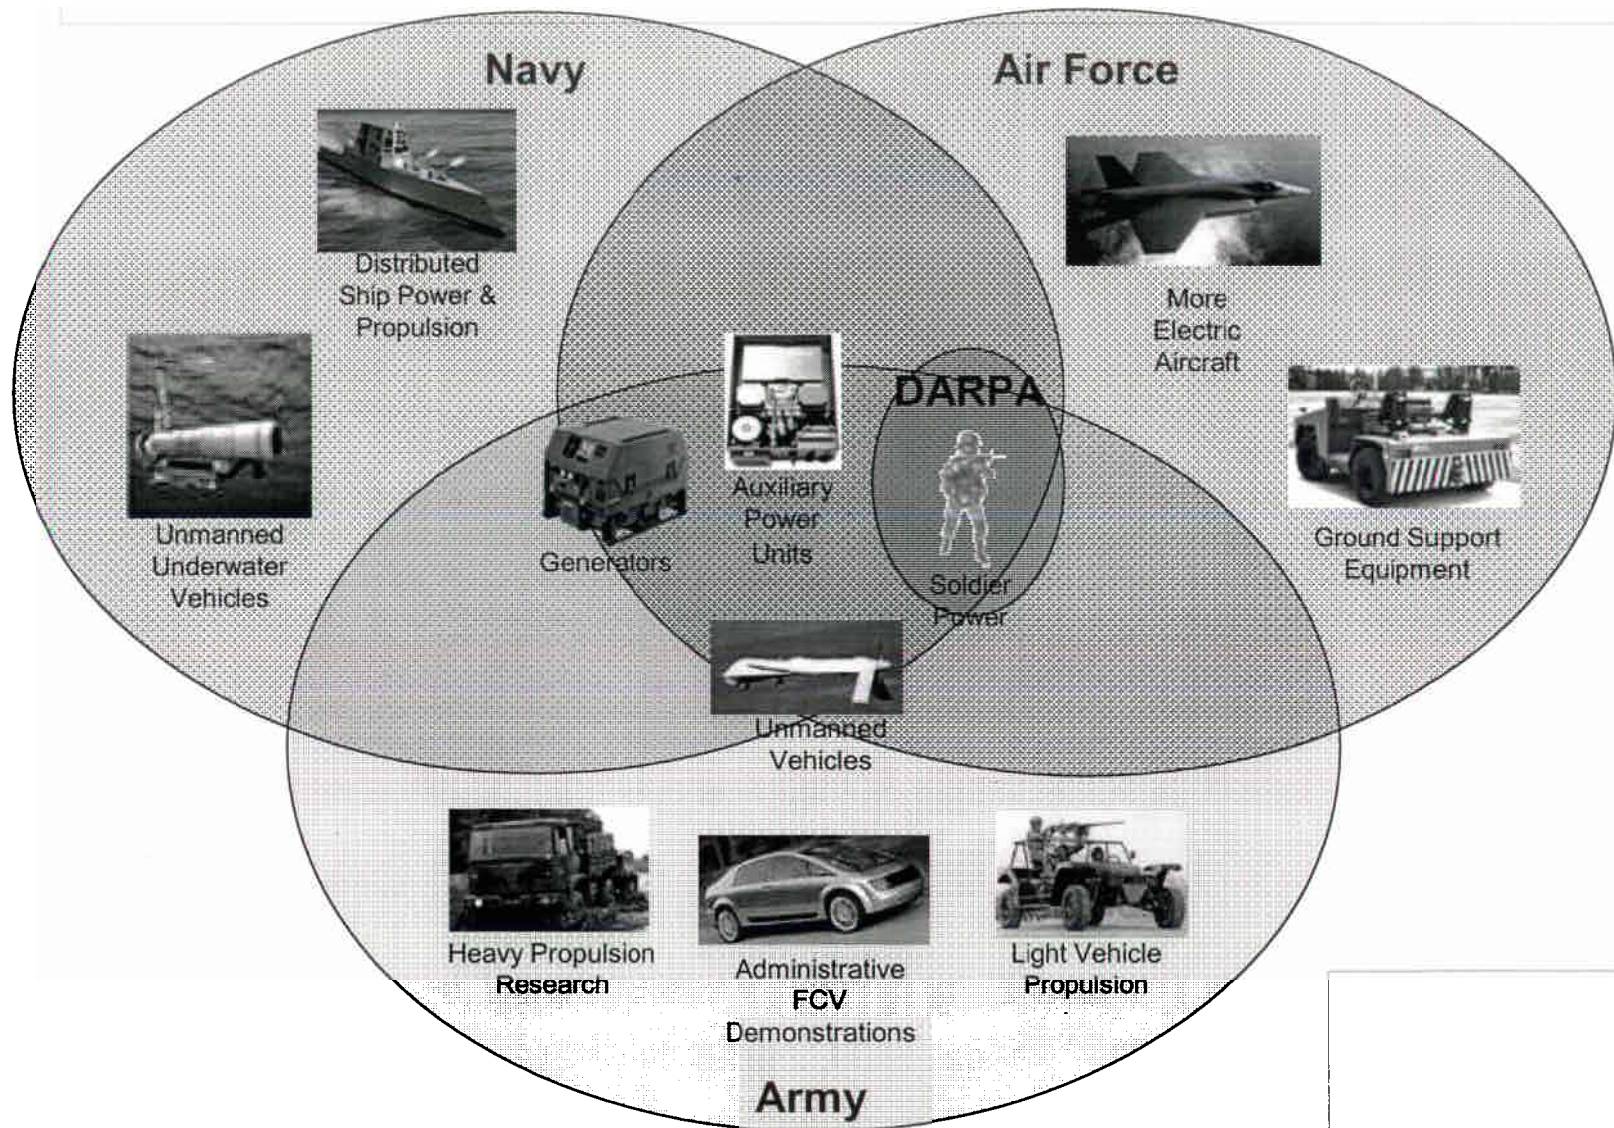 Navy
Air Force
Distributed
Ship Power &
Propulsion
More
Electric
Aircraft
DARPA
Unmanned
Underwater
Vehicles
Generators
Auxiliary
Power
Units
Soldier
Power
Ground Support
Equipment
Unmanned
Vehicles
Heavy Propulsion
Research
Administrative
FCV
Demonstrations
Light Vehicle
Propulsion
Army